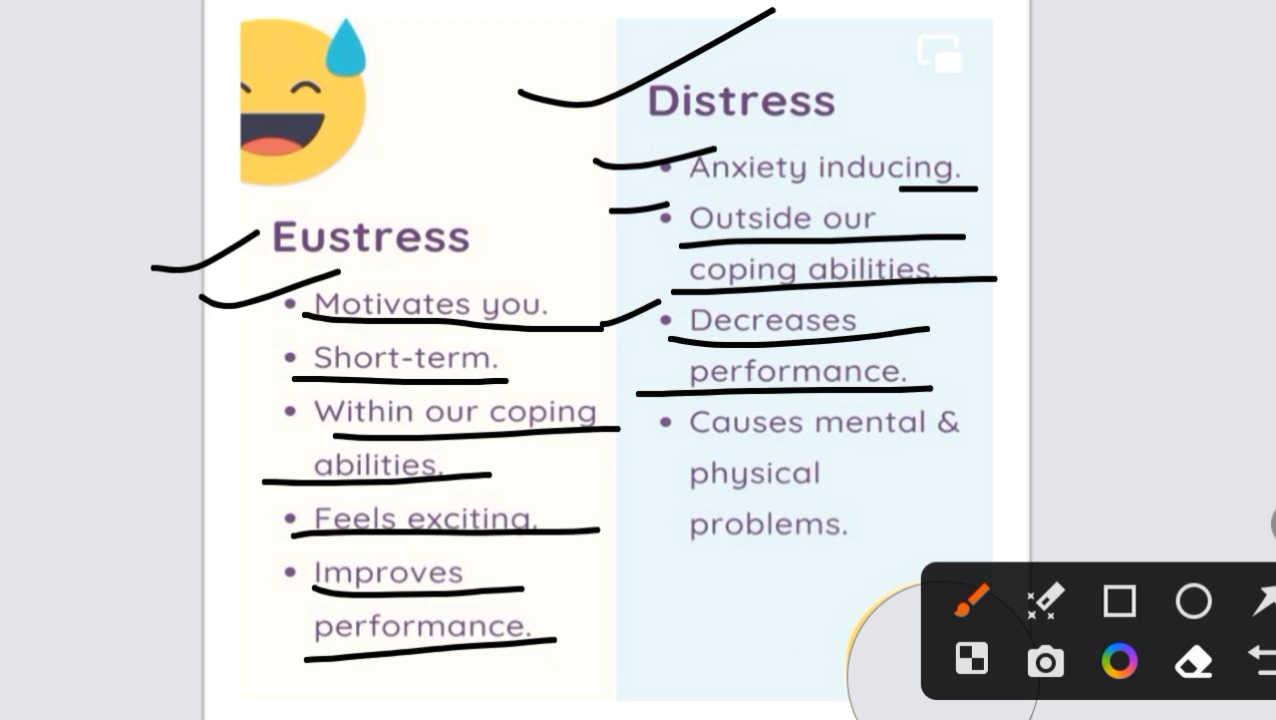 Eustress
• Motivates you.
• Short-term.
• Within our coping
abilities.
• Feels exciting.
• Improves
performance.
Distress
• Anxiety inducing.
• Outside our
coping abilities.
• Decreases
performance.
• Causes mental &
physical
problems.